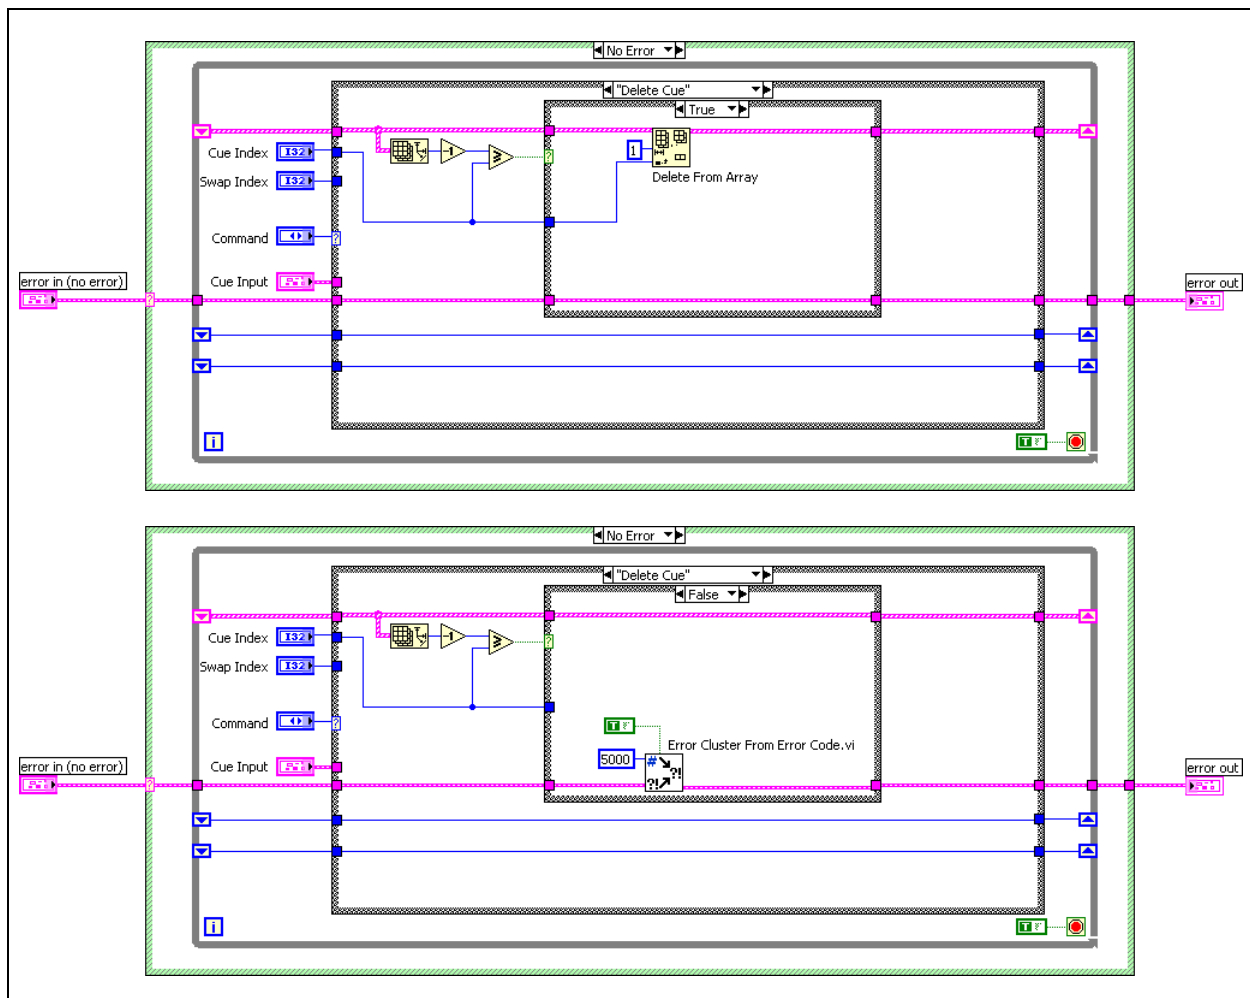 No Error
"Delete Cue"
True
Cue Index
I32
-1
1
Swap Index
I32
Delete From Array
Command
?
?
error in (no error)
Cue Input
?
error out
i
T
No Error
"Delete Cue"
False
Cue Index
I32
-1
?
Swap Index
I32
Command
?
T
Error Cluster From Error Code.vi
5000
#
?!
?!
error in (no error)
Cue Input
?
error out
i
T